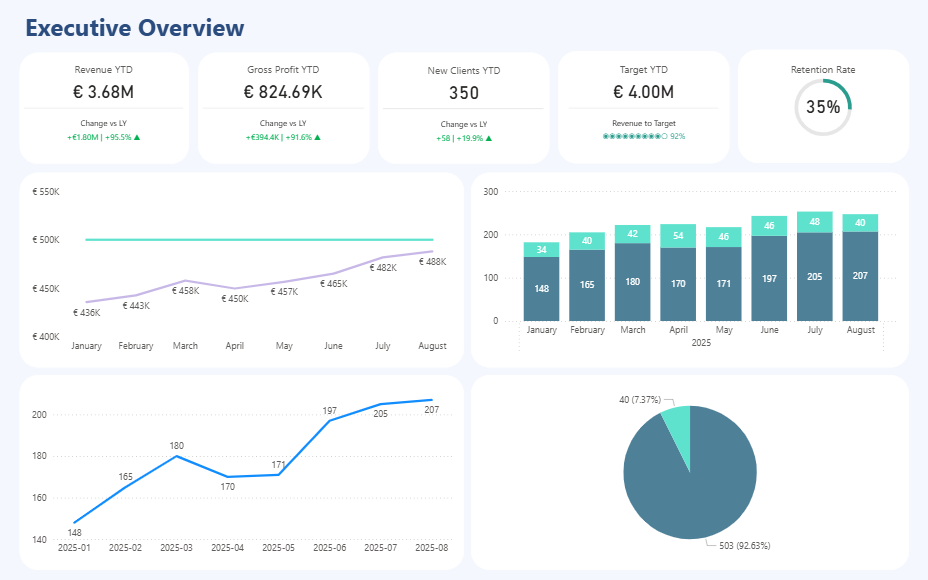 Executive Overview
Revenue YTD
€ 3.68M
Change vs LY
+€1.80M | +95.5% ▲
Gross Profit YTD
€ 824.69K
Change vs LY
+€394.4K | +91.6% ▲
New Clients YTD
350
Change vs LY
+58 | +19.9% ▲
Target YTD
€ 4.00M
Revenue to Target
◉◉◉◉◉◉◉◉◉○ 92%
Retention Rate
35%
€ 550K
€ 500K
€ 450K
€ 400K
€ 436K
€ 443K
€ 458K
€ 450K
€ 457K
€ 465K
€ 482K
€ 488K
January February March April May June July August
300
200
100
0
34 40 42 54 46 46 48 40
148 165 180 170 171 197 205 207
January February March April May June July August
2025
200
180
160
140
148
165
180
170
171
197
205
207
2025-01 2025-02 2025-03 2025-04 2025-05 2025-06 2025-07 2025-08
40 (7.37%)
503 (92.63%)